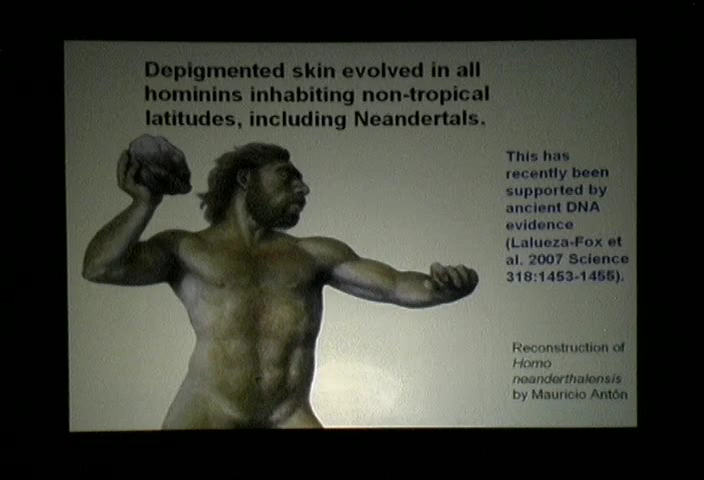 Depigmented skin evolved in all
hominins inhabiting non-tropical
latitudes, including Neandertals.
This has
recently been
supported by
ancient DNA
evidence
(Lalueza-Fox et
al. 2007 Science
318:1453-1455).
Reconstruction of
Homo
neanderthalensis
by Mauricio Antón